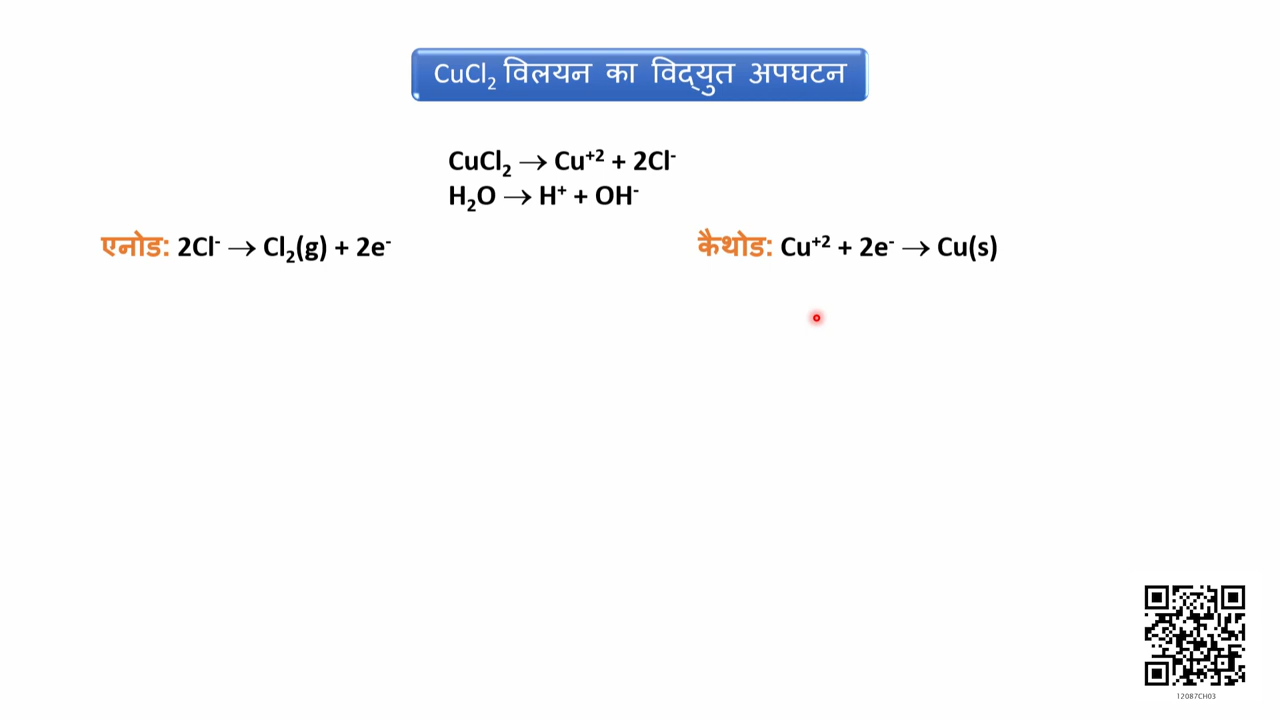 CuCl₂ विलयन का विद्युत अपघटन
CuCl₂ → Cu⁺² + 2Cl⁻
H₂O → H⁺ + OH⁻
एनोड: 2Cl⁻ → Cl₂(g) + 2e⁻
कैथोड: Cu⁺² + 2e⁻ → Cu(s)
12087CH03